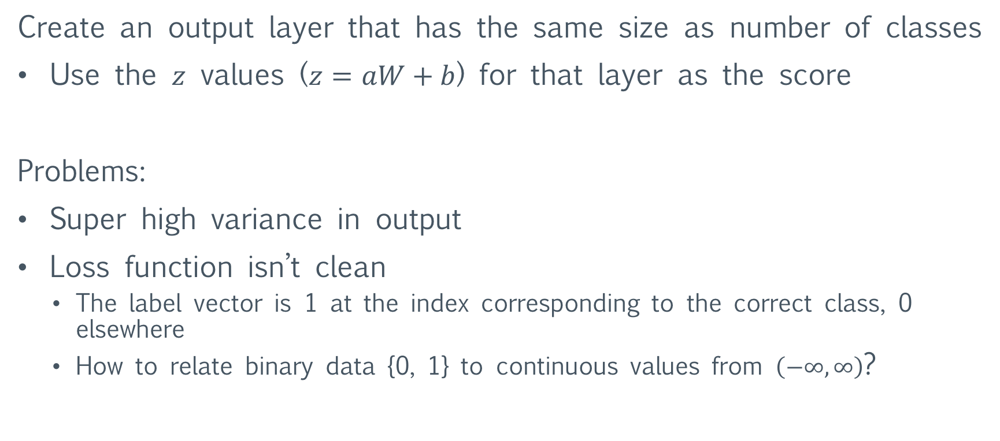 Create an output layer that has the same size as number of classes
• Use the z values (z = aW + b) for that layer as the score
Problems:
• Super high variance in output
• Loss function isn’t clean
• The label vector is 1 at the index corresponding to the correct class, 0
elsewhere
• How to relate binary data {0, 1} to continuous values from (−∞, ∞)?